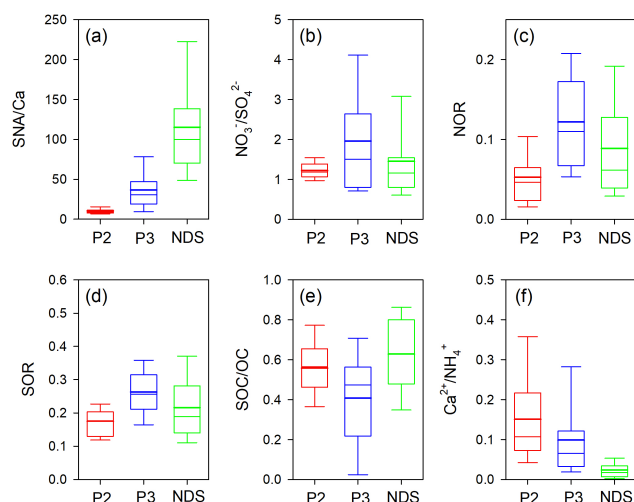 (a)
SNA/Ca
250
200
150
100
50
0
P2 P3 NDS
(b)
NO₃⁻/SO₄²⁻
5
4
3
2
1
0
P2 P3 NDS
(c)
NOR
0.2
0.1
0.0
P2 P3 NDS
(d)
SOR
0.6
0.5
0.4
0.3
0.2
0.1
0.0
P2 P3 NDS
(e)
SOC/OC
1.0
0.8
0.6
0.4
0.2
0.0
P2 P3 NDS
(f)
Ca²⁺/NH₄⁺
0.5
0.4
0.3
0.2
0.1
0.0
P2 P3 NDS